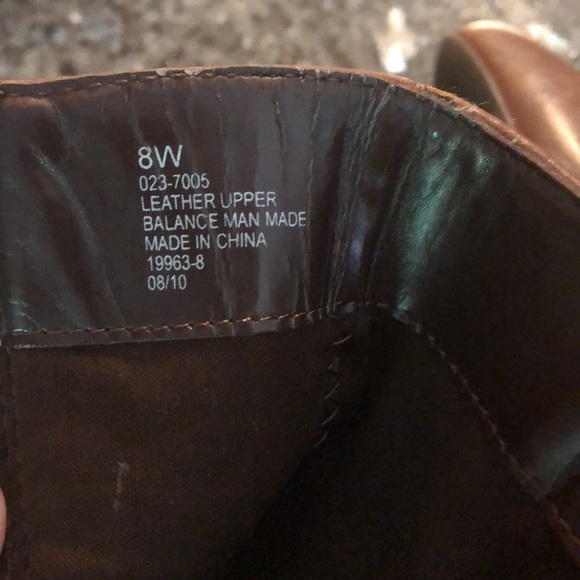 8W
023-7005
LEATHER UPPER
BALANCE MAN MADE
MADE IN CHINA
19963-8
08/10